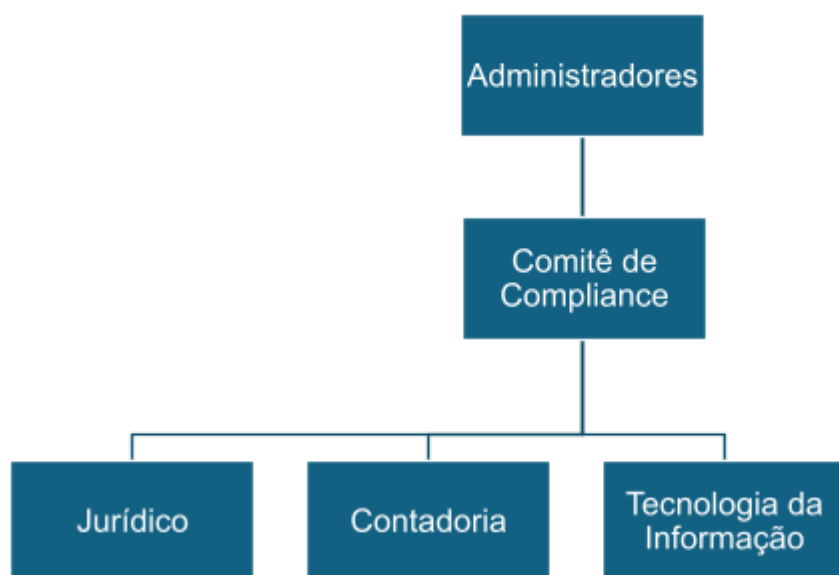 Administradores
Comitê de
Compliance
Jurídico
Contadoria
Tecnologia da
Informação